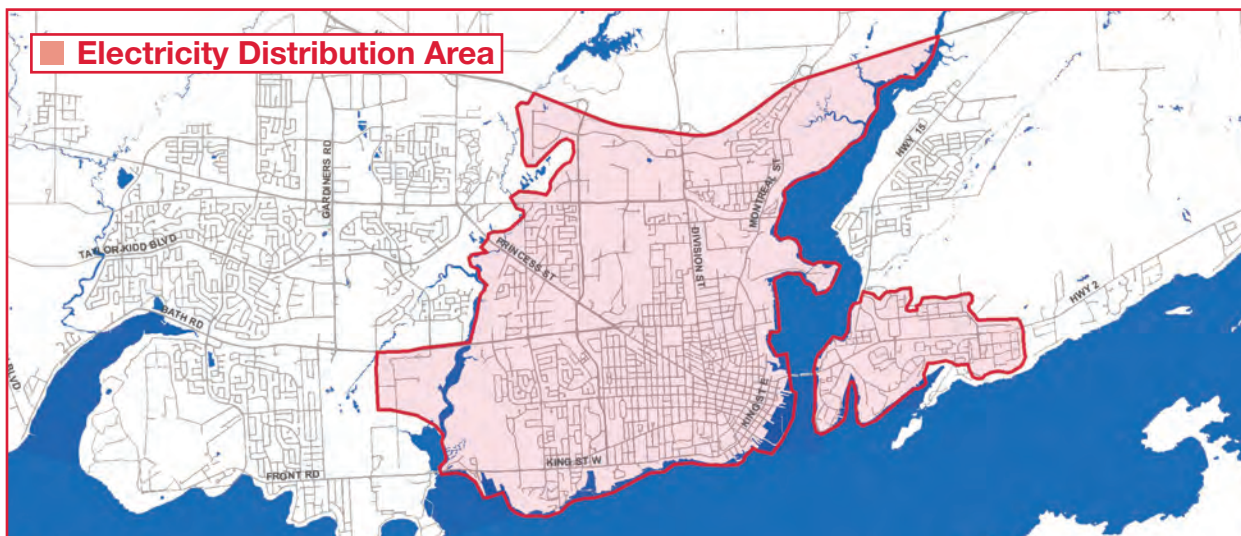 Electricity Distribution Area
GARDINERS RD
TAYLOR-KIDD BLVD
BATH RD
BLVD
FRONT RD
PRINCESS ST
DIVISION ST
MONTREAL ST
HWY 15
HWY 2
KING ST E
KING ST W